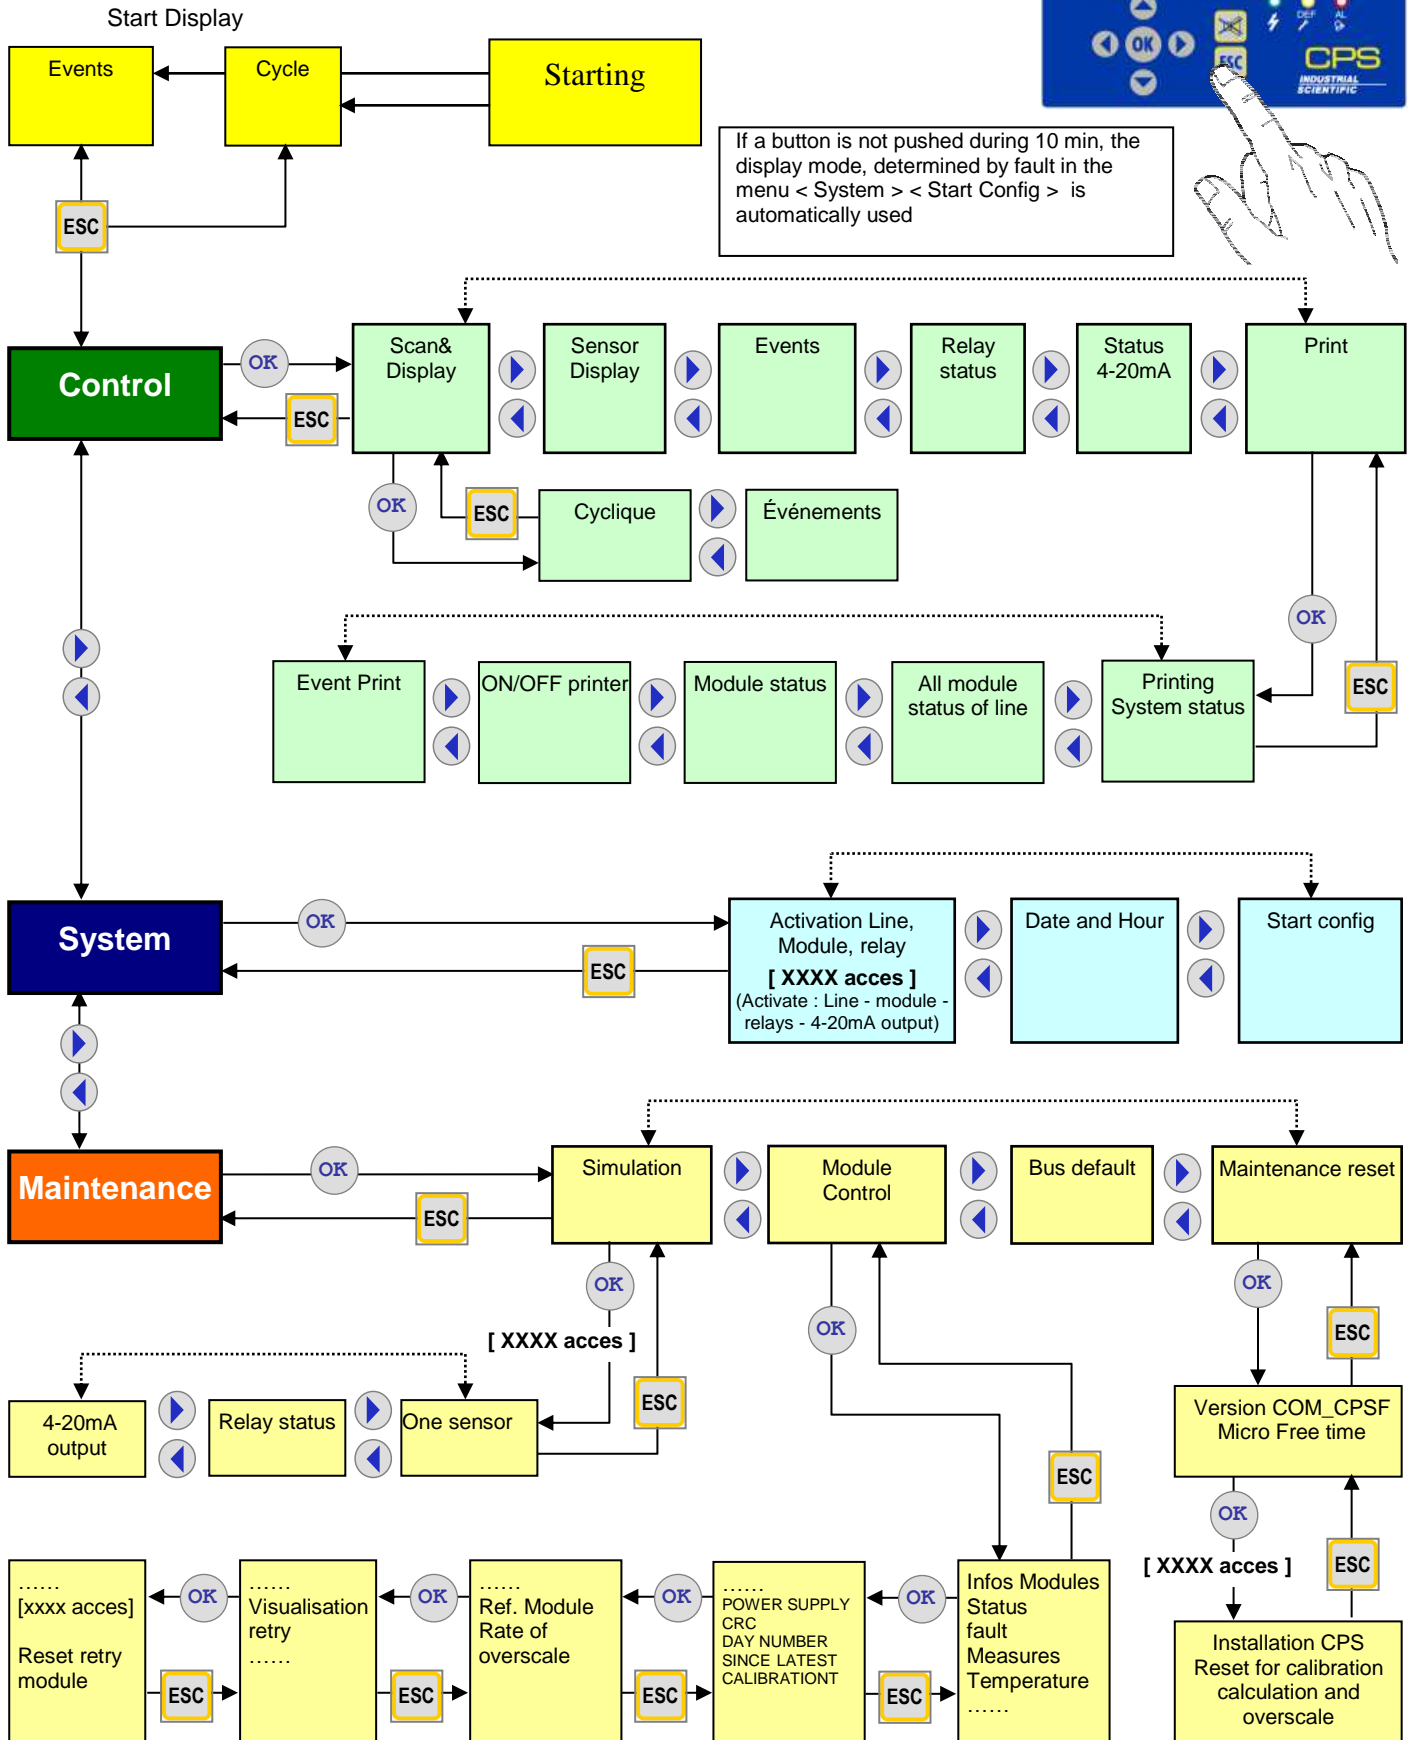 Start Display
Events
Cycle
Starting
OK
ESC
DEF
AL
CPS
INDUSTRIAL
SCIENTIFIC
If a button is not pushed during 10 min, the
display mode, determined by fault in the
menu < System > < Start Config > is
automatically used
ESC
Control
OK
ESC
Scan&
Display
Sensor
Display
Events
Relay
status
Status
4-20mA
Print
OK
ESC
Cyclique
Événements
OK
ESC
Event Print
ON/OFF printer
Module status
All module
status of line
Printing
System status
System
OK
ESC
Activation Line,
Module, relay
[ XXXX acces ]
(Activate : Line - module -
relays - 4-20mA output)
Date and Hour
Start config
Maintenance
OK
ESC
Simulation
Module
Control
Bus default
Maintenance reset
OK
[ XXXX acces ]
ESC
OK
ESC
OK
ESC
4-20mA
output
Relay status
One sensor
Version COM_CPSF
Micro Free time
OK
[ XXXX acces ]
ESC
......
[xxxx acces]
Reset retry
module
OK
ESC
......
Visualisation
retry
......
OK
ESC
......
Ref. Module
Rate of
overscale
OK
ESC
......
POWER SUPPLY
CRC
DAY NUMBER
SINCE LATEST
CALIBRATIONT
OK
ESC
Infos Modules
Status
fault
Measures
Temperature
......
Installation CPS
Reset for calibration
calculation and
overscale